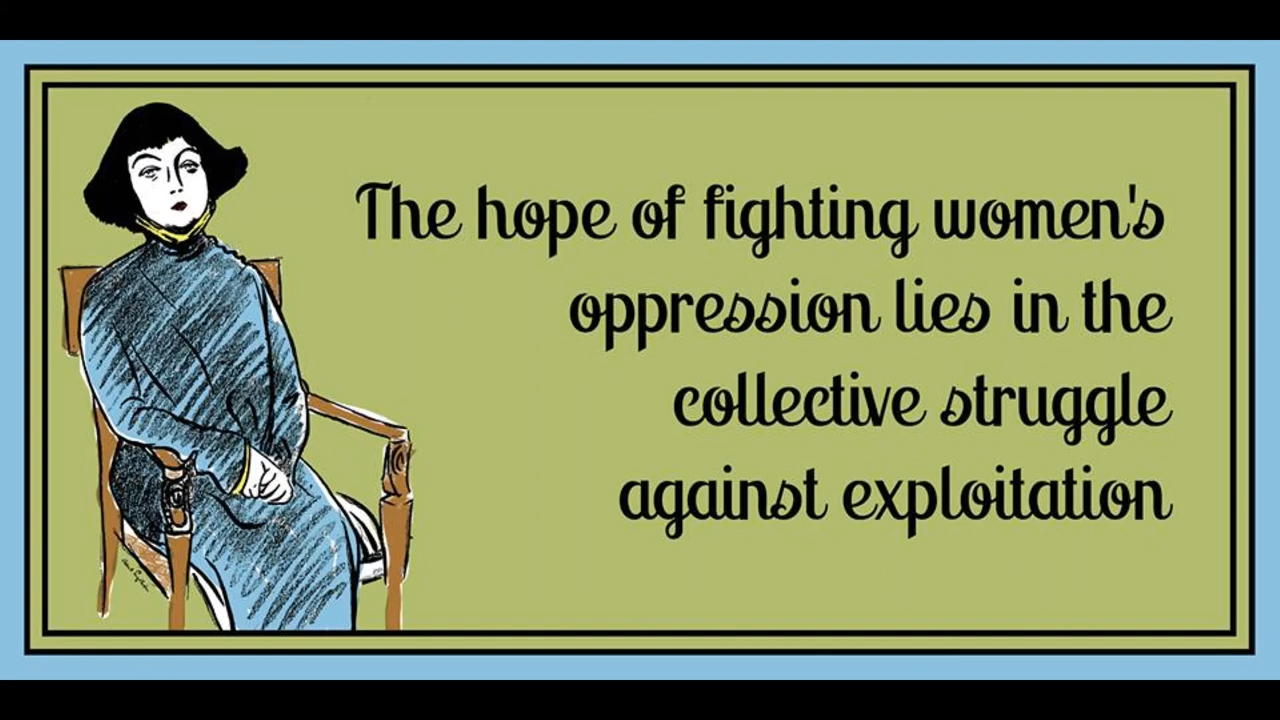 The hope of fighting women's
oppression lies in the
collective struggle
against exploitation